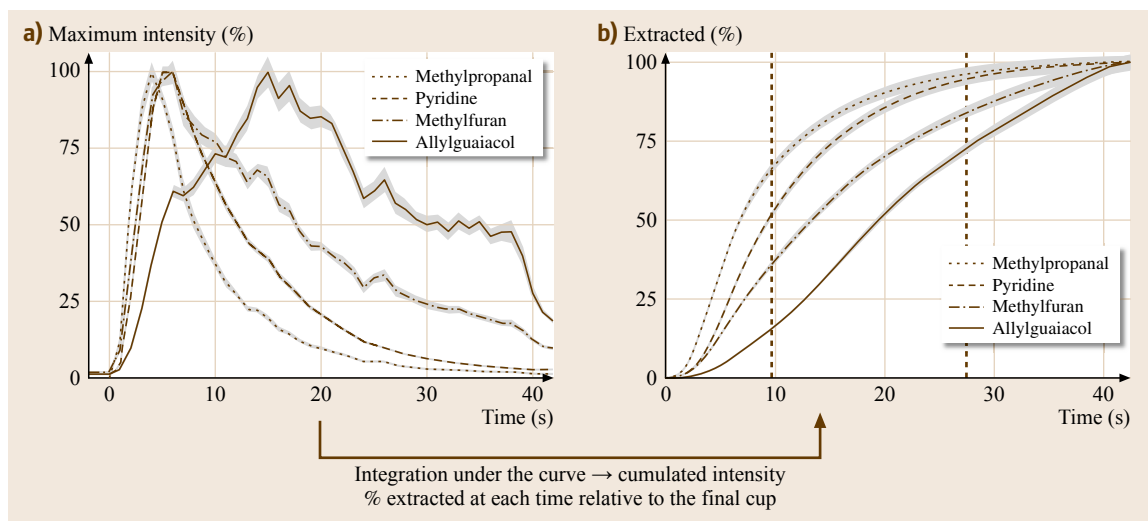 a) Maximum intensity (%)
100
75
50
25
0
0 10 20 30 40
Time (s)
Methylpropanal
Pyridine
Methylfuran
Allylguaiacol
b) Extracted (%)
100
75
50
25
0
0 10 20 30 40
Time (s)
Methylpropanal
Pyridine
Methylfuran
Allylguaiacol
Integration under the curve → cumulated intensity
% extracted at each time relative to the final cup